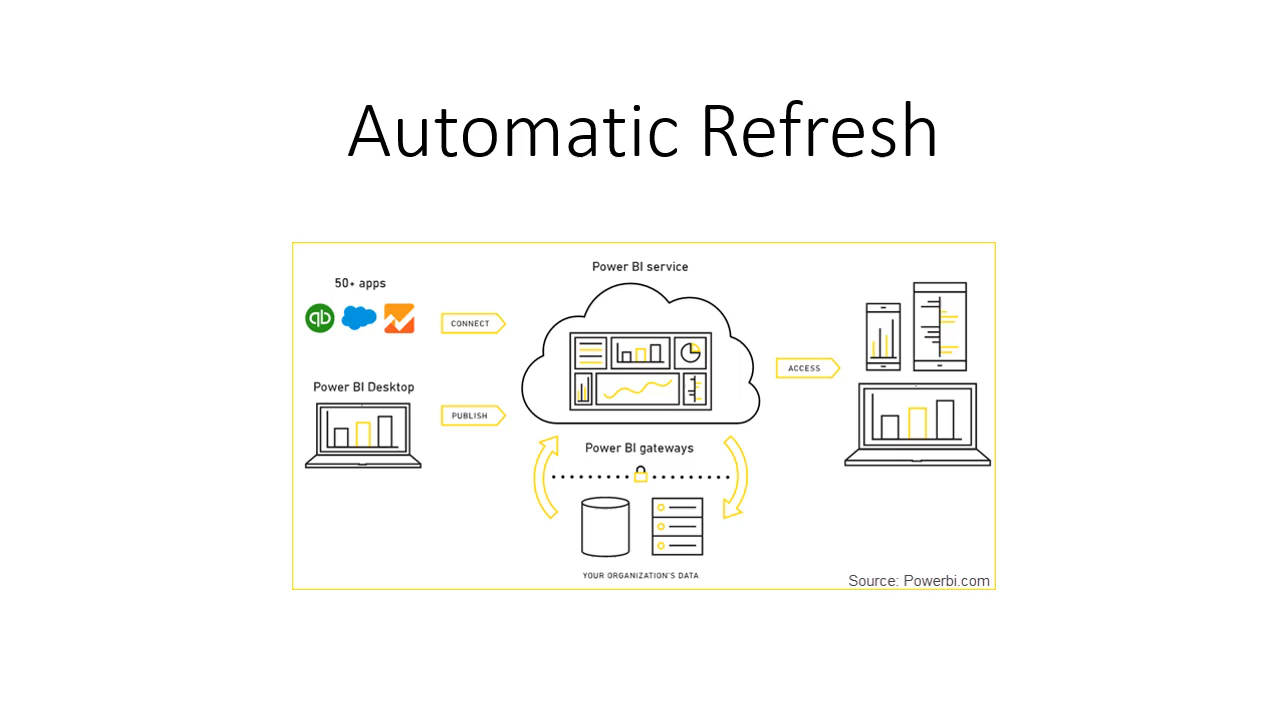 Automatic Refresh
Power BI service
50+ apps
qb
CONNECT
ACCESS
Power BI Desktop
PUBLISH
Power BI gateways
YOUR ORGANIZATION'S DATA
Source: Powerbi.com